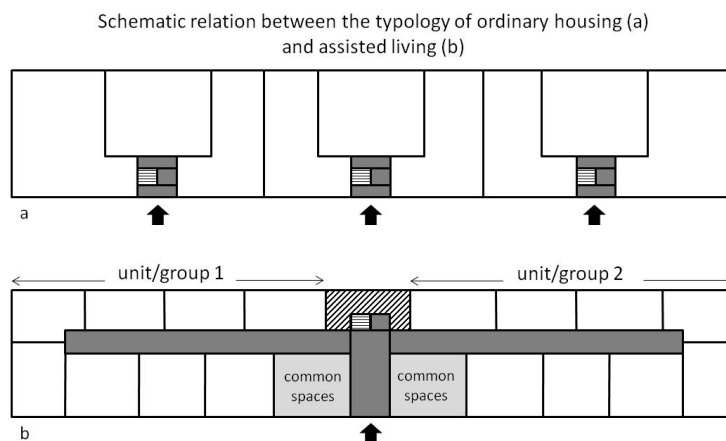 Schematic relation between the typology of ordinary housing (a)
and assisted living (b)
a
unit/group 1
unit/group 2
common
spaces
common
spaces
b